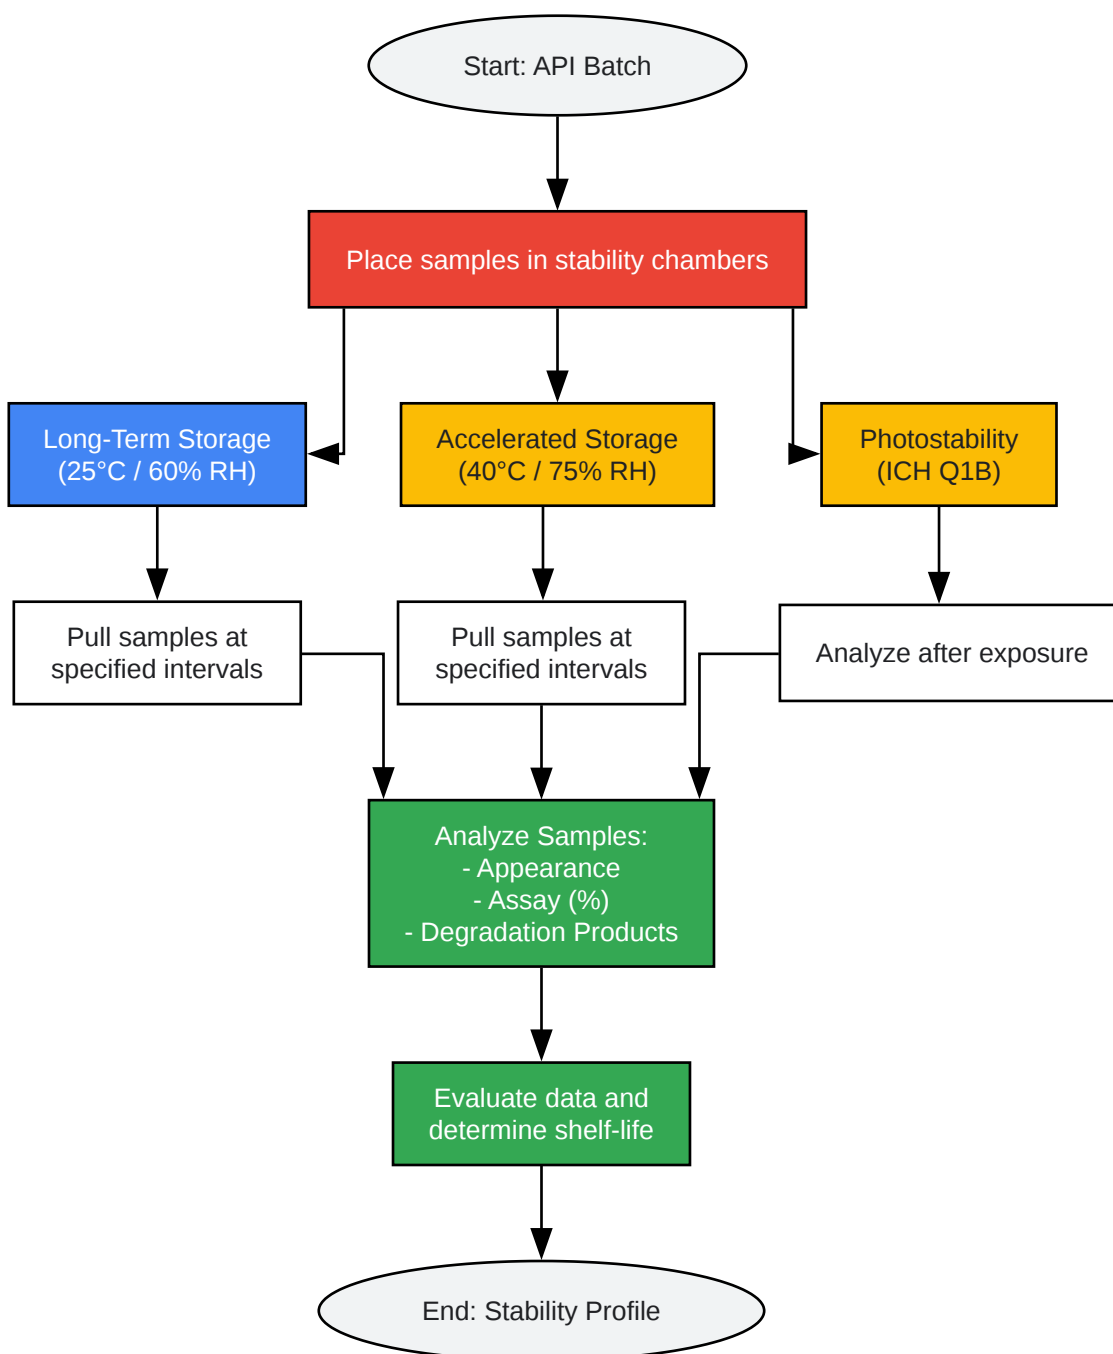 Start: API Batch
Place samples in stability chambers
Long-Term Storage
(25°C / 60% RH)
Accelerated Storage
(40°C / 75% RH)
Photostability
(ICH Q1B)
Pull samples at
specified intervals
Pull samples at
specified intervals
Analyze after exposure
Analyze Samples:
- Appearance
- Assay (%)
- Degradation Products
Evaluate data and
determine shelf-life
End: Stability Profile